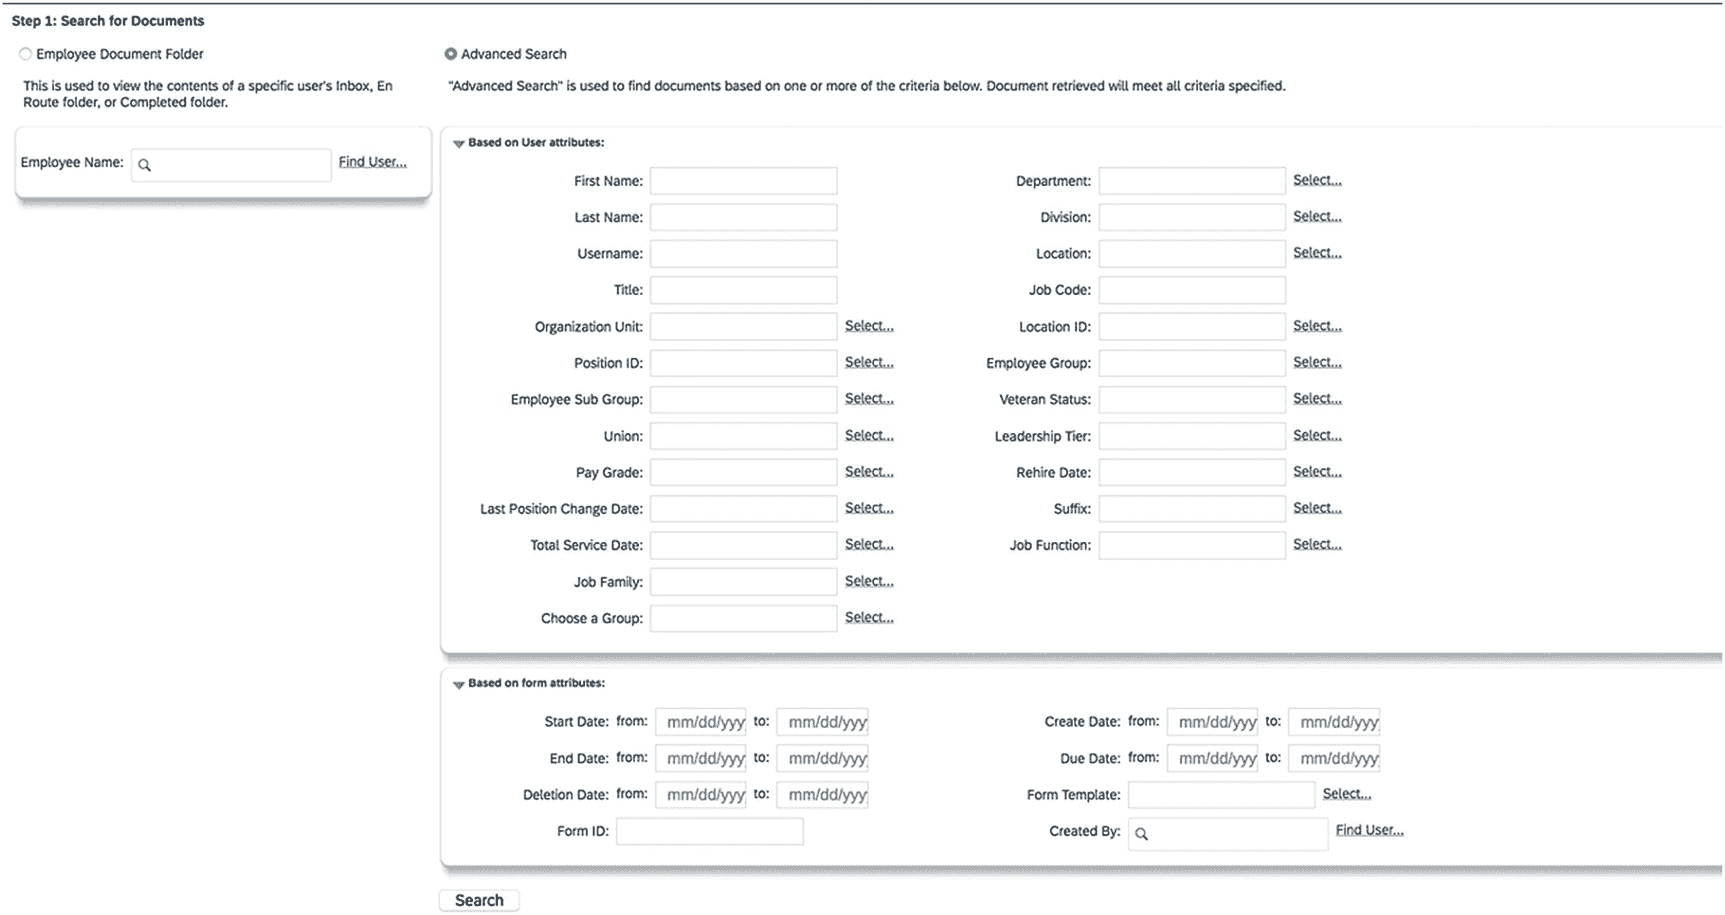 Step 1: Search for Documents
Employee Document Folder
This is used to view the contents of a specific user's Inbox, En
Route folder, or Completed folder.
Employee Name: Find User...
Advanced Search
"Advanced Search" is used to find documents based on one or more of the criteria below. Document retrieved will meet all criteria specified.
Based on User attributes:
First Name: Department: Select...
Last Name: Division: Select...
Username: Location: Select...
Title: Job Code:
Organization Unit: Select... Location ID: Select...
Position ID: Select... Employee Group: Select...
Employee Sub Group: Select... Veteran Status: Select...
Union: Select... Leadership Tier: Select...
Pay Grade: Select... Rehire Date: Select...
Last Position Change Date: Select... Suffix: Select...
Total Service Date: Select... Job Function: Select...
Job Family: Select...
Choose a Group: Select...
Based on form attributes:
Start Date: from: mm/dd/yyy to: mm/dd/yyy Create Date: from: mm/dd/yyy to: mm/dd/yyy
End Date: from: mm/dd/yyy to: mm/dd/yyy Due Date: from: mm/dd/yyy to: mm/dd/yyy
Deletion Date: from: mm/dd/yyy to: mm/dd/yyy Form Template: Select...
Form ID: Created By: Find User...
Search